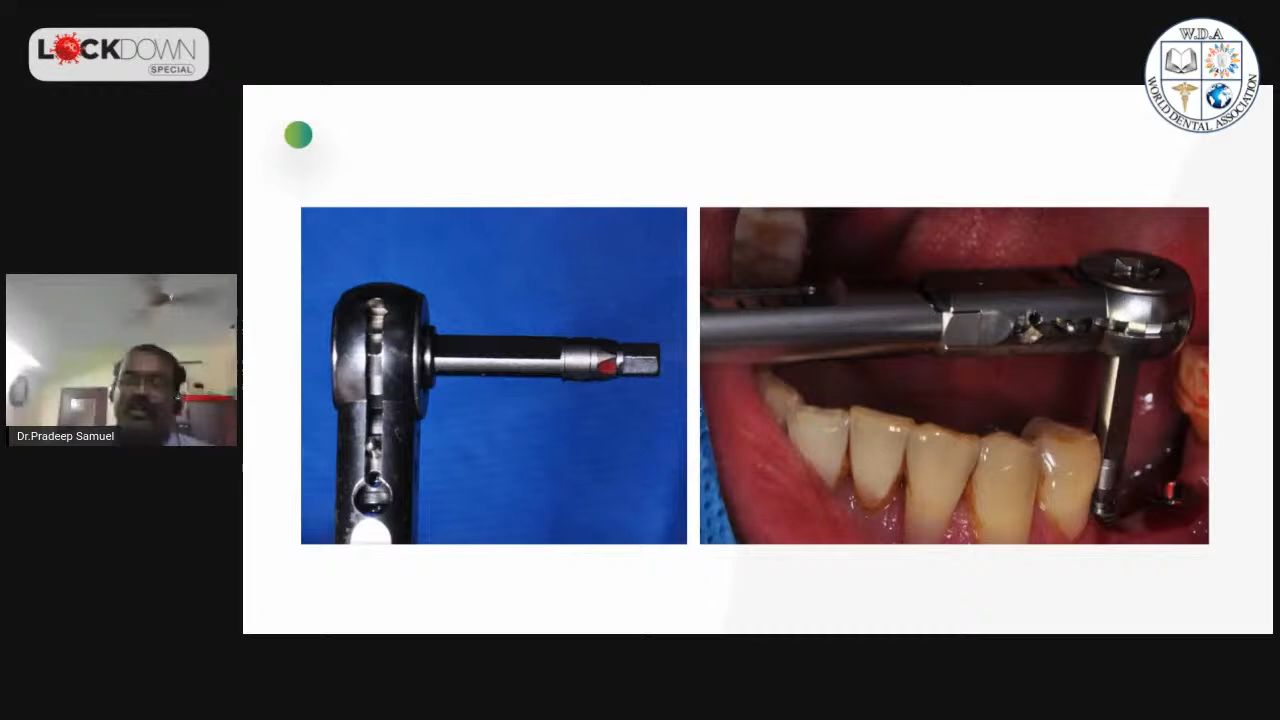 LOCKDOWN
SPECIAL
W.D.A
WORLD DENTAL ASSOCIATION
Dr.Pradeep Samuel